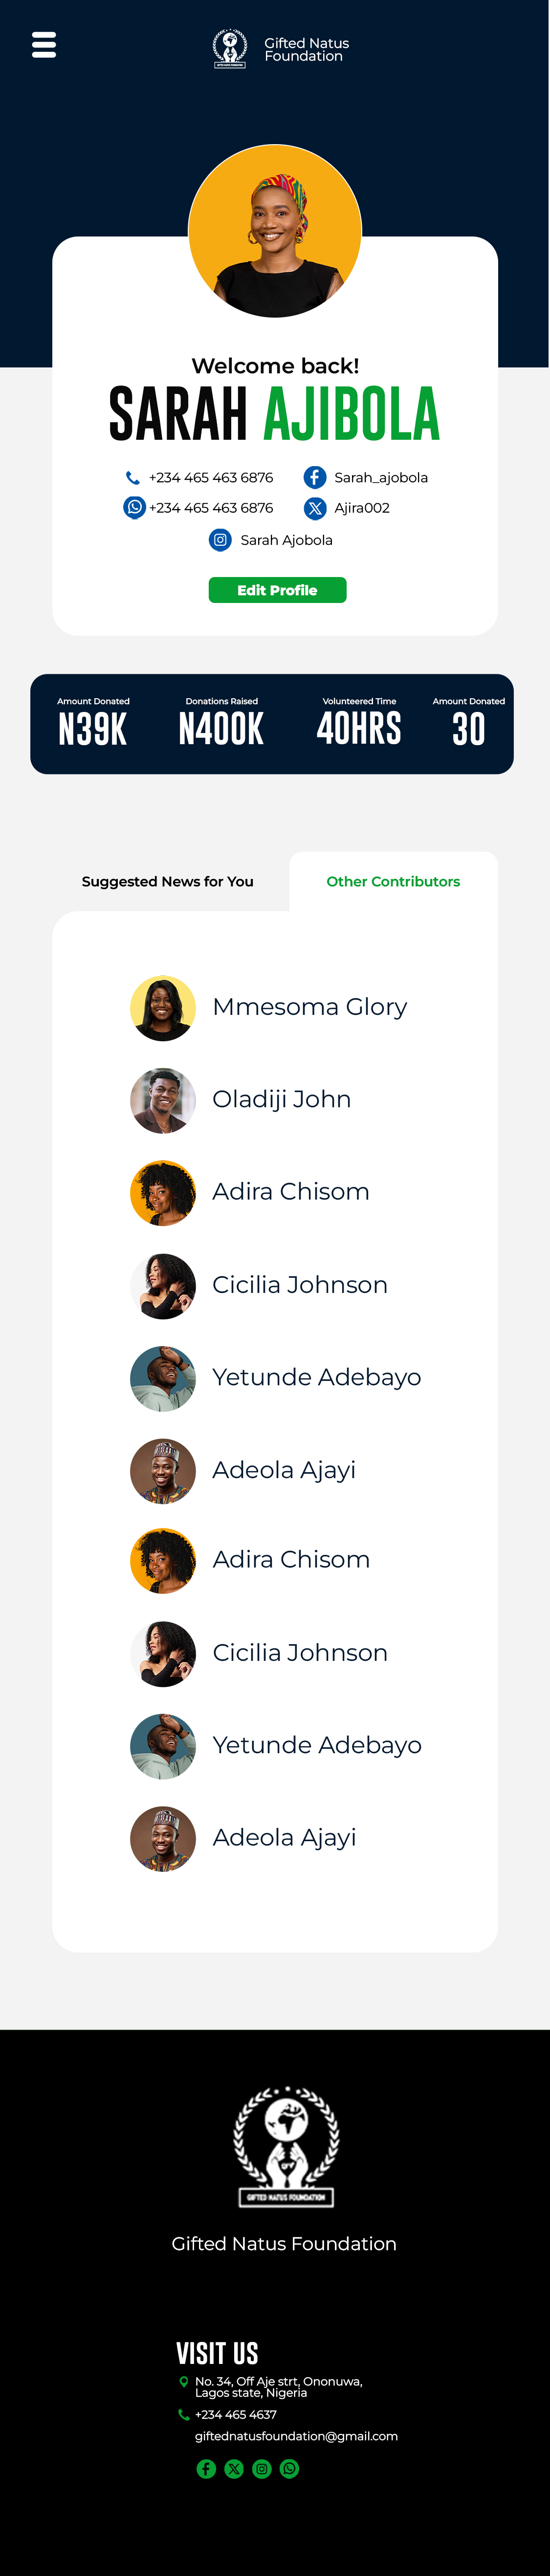 GIFTED NATUS FOUNDATION
Gifted Natus
Foundation
Welcome back!
SARAH AJIBOLA
+234 465 463 6876
Sarah_ajobola
+234 465 463 6876
Ajira002
Sarah Ajobola
Edit Profile
Amount Donated
N39K
Donations Raised
N400K
Volunteered Time
40HRS
Amount Donated
30
Suggested News for You
Other Contributors
Mmesoma Glory
Oladiji John
Adira Chisom
Cicilia Johnson
Yetunde Adebayo
Adeola Ajayi
Adira Chisom
Cicilia Johnson
Yetunde Adebayo
Adeola Ajayi
GIFTED NATUS FOUNDATION
Gifted Natus Foundation
VISIT US
No. 34, Off Aje strt, Ononuwa,
Lagos state, Nigeria
+234 465 4637
giftednatusfoundation@gmail.com